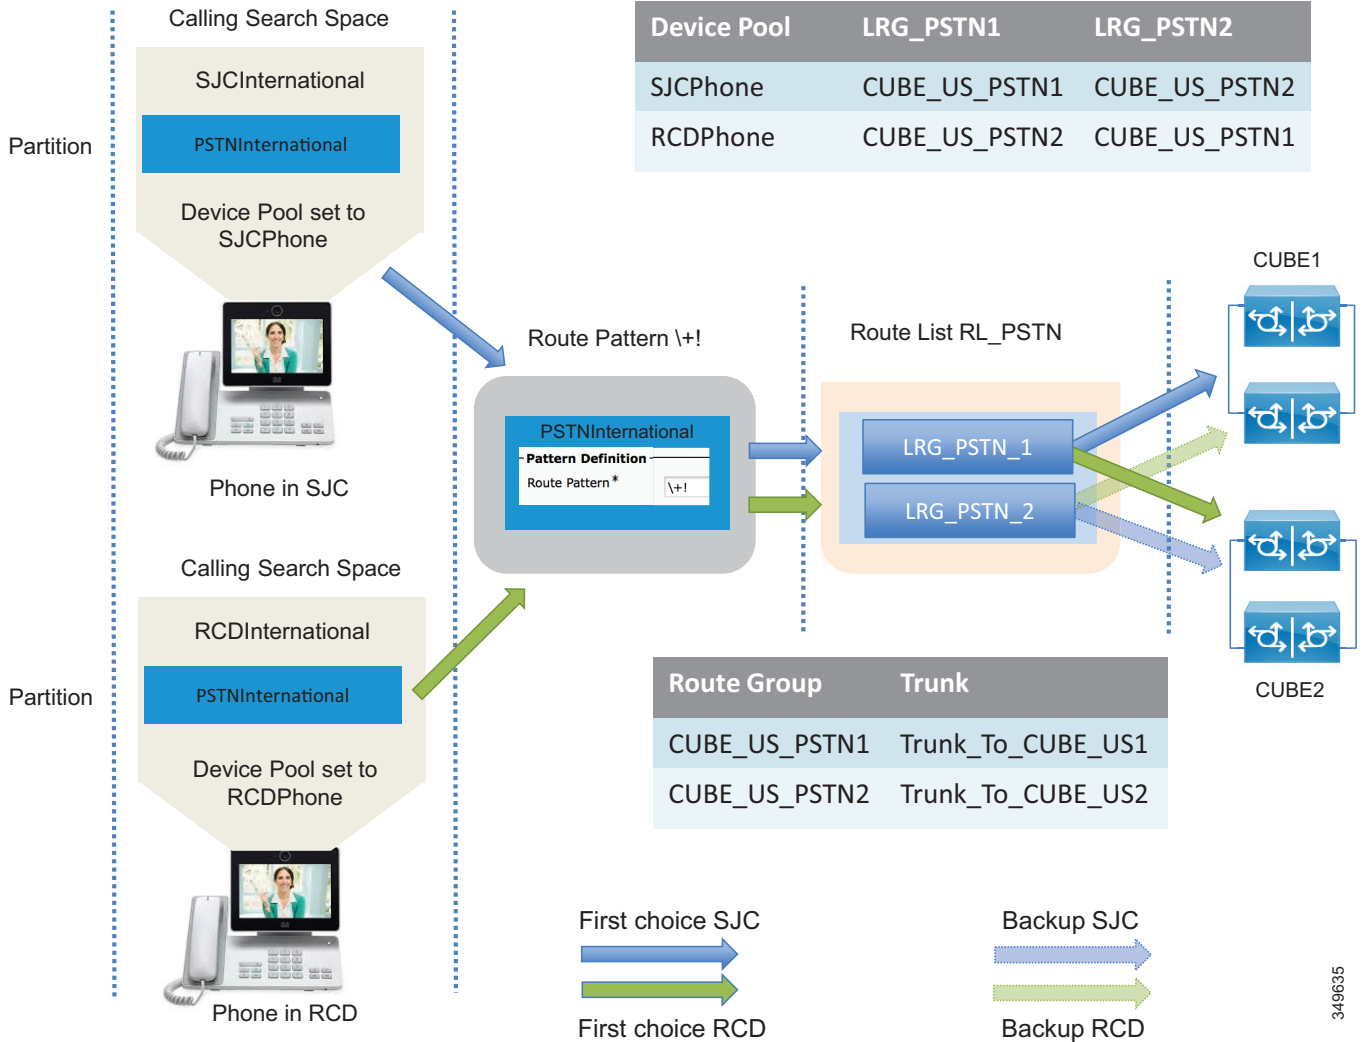 Calling Search Space
SJCInternational
Partition
PSTNInternational
Device Pool set to
SJCPhone
Phone in SJC
Calling Search Space
RCDInternational
Partition
PSTNInternational
Device Pool set to
RCDPhone
Phone in RCD
Device Pool LRG_PSTN1 LRG_PSTN2
SJCPhone CUBE_US_PSTN1 CUBE_US_PSTN2
RCDPhone CUBE_US_PSTN2 CUBE_US_PSTN1
Route Pattern \+!
PSTNInternational
Pattern Definition
Route Pattern* \+!
Route List RL_PSTN
LRG_PSTN_1
LRG_PSTN_2
CUBE1
CUBE2
Route Group Trunk
CUBE_US_PSTN1 Trunk_To_CUBE_US1
CUBE_US_PSTN2 Trunk_To_CUBE_US2
First choice SJC
First choice RCD
Backup SJC
Backup RCD
349635